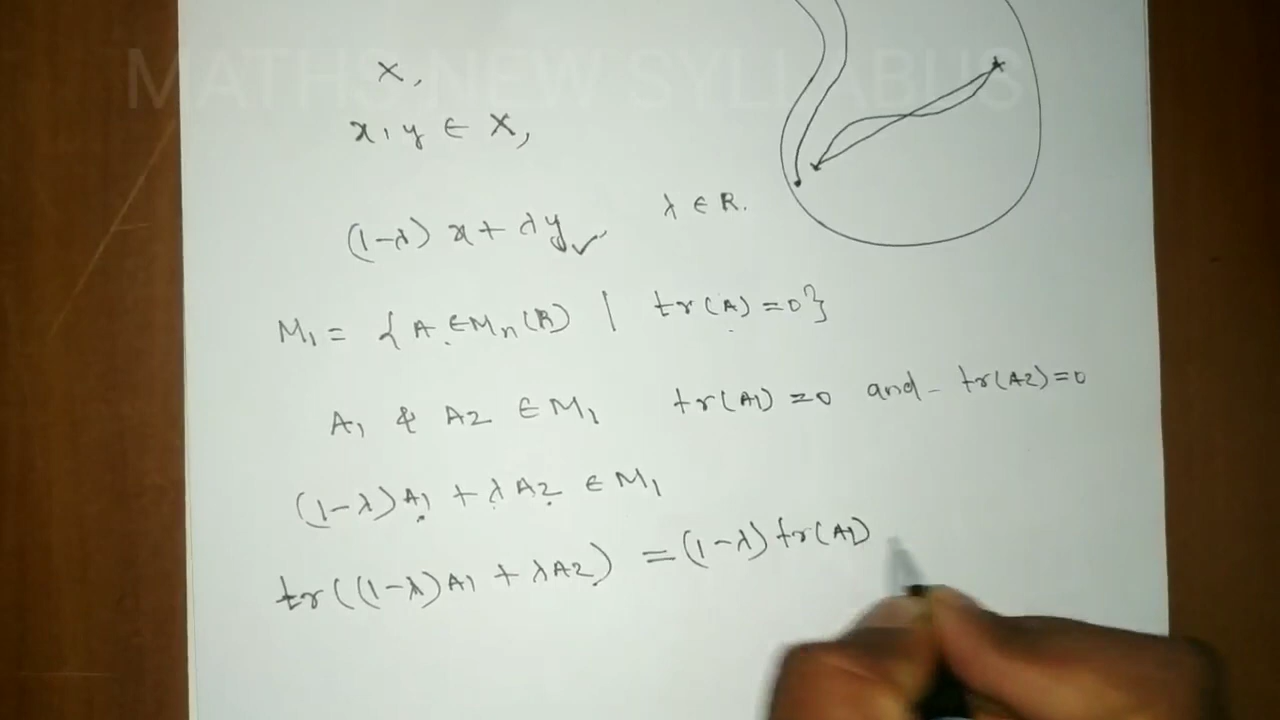 MATHS NEW SYLLABUS
X,
x, y ∈ X,
(1-λ) x + λy ✓ λ ∈ R.
M₁ = { A ∈ Mₙ(R) | tr(A) = 0 }
A₁ & A2 ∈ M₁ tr(A1) = 0 and tr(A2) = 0
(1-λ)A₁ + λA2 ∈ M₁
tr((1-λ)A1 + λA2) = (1-λ) tr(A1)